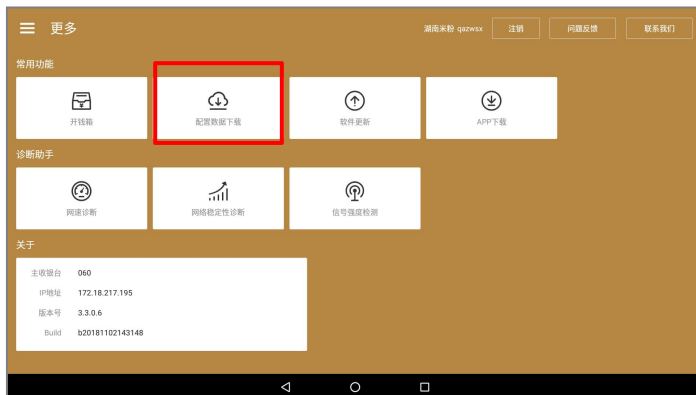 更多
湖南米粉 qazwsx 注销 问题反馈 联系我们
常用功能
开钱箱 配置数据下载 软件更新 APP下载
诊断助手
网速诊断 网络稳定性诊断 信号强度检测
关于
主收银台 060
IP地址 172.18.217.195
版本号 3.3.0.6
Build b20181102143148